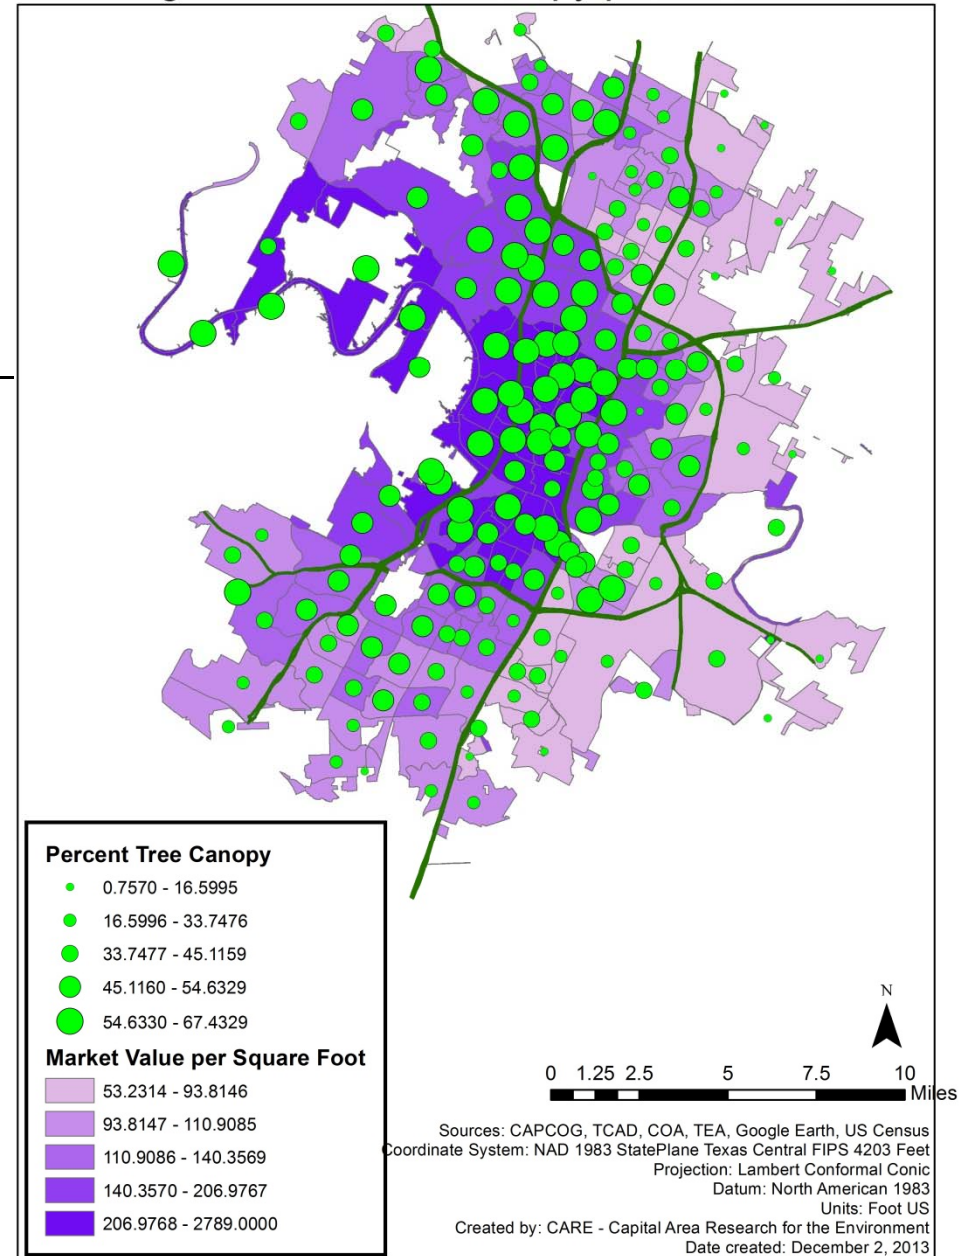 Percent Tree Canopy
0.7570 - 16.5995
16.5996 - 33.7476
33.7477 - 45.1159
45.1160 - 54.6329
54.6330 - 67.4329
Market Value per Square Foot
53.2314 - 93.8146
93.8147 - 110.9085
110.9086 - 140.3569
140.3570 - 206.9767
206.9768 - 2789.0000
N
0 1.25 2.5 5 7.5 10
Miles
Sources: CAPCOG, TCAD, COA, TEA, Google Earth, US Census
Coordinate System: NAD 1983 StatePlane Texas Central FIPS 4203 Feet
Projection: Lambert Conformal Conic
Datum: North American 1983
Units: Foot US
Created by: CARE - Capital Area Research for the Environment
Date created: December 2, 2013